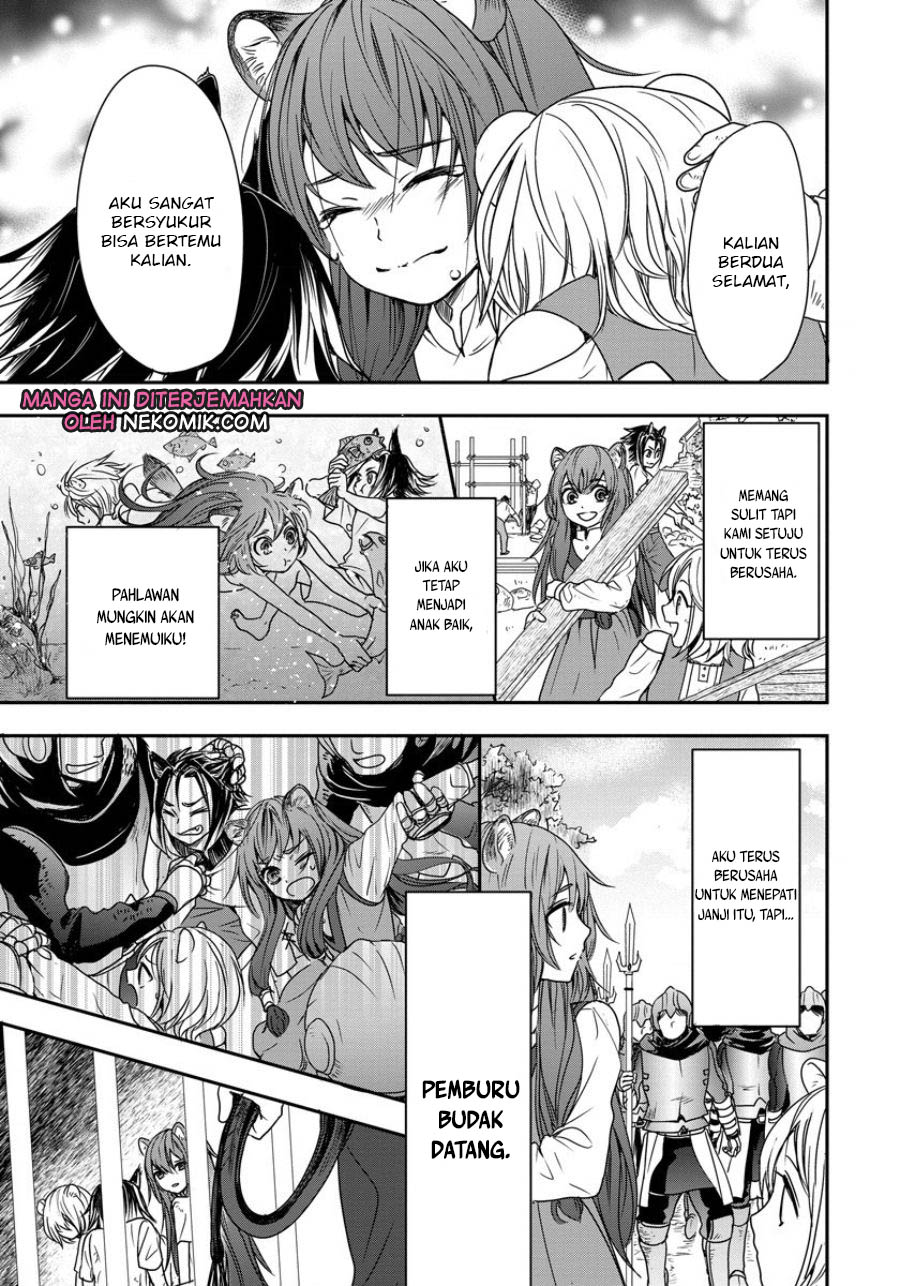 KALIAN
BERDUA
SELAMAT,
AKU SANGAT
BERSYUKUR
BISA BERTEMU
KALIAN.
MANGA INI DITERJEMAHKAN
OLEH NEKOMIK.COM
MEMANG
SULIT TAPI
KAMI SETUJU
UNTUK TERUS
BERUSAHA.
JIKA AKU
TETAP
MENJADI
ANAK BAIK,
PAHLAWAN
MUNGKIN AKAN
MENEMUIKU!
AKU TERUS
BERUSAHA
UNTUK MENEPATI
JANJI ITU, TAPI...
PEMBURU
BUDAK
DATANG.